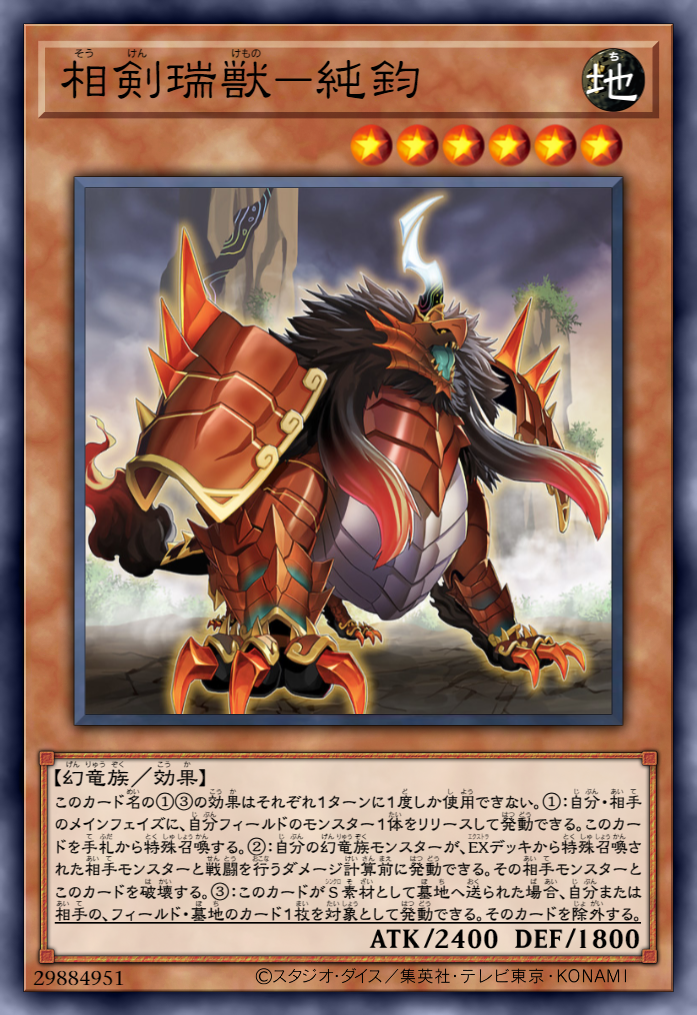 相剣瑞獣－純鈞
地
【幻竜族／効果】
このカード名の①③の効果はそれぞれ1ターンに1度しか使用できない。①：自分・相手
のメインフェイズに、自分フィールドのモンスター1体をリリースして発動できる。このカー
ドを手札から特殊召喚する。②：自分の幻竜族モンスターが、EXデッキから特殊召喚さ
れた相手モンスターと戦闘を行うダメージ計算前に発動できる。その相手モンスターと
このカードを破壊する。③：このカードがS素材として墓地へ送られた場合、自分または
相手の、フィールド・墓地のカード1枚を対象として発動できる。そのカードを除外する。
ATK/2400 DEF/1800
29884951 ©スタジオ・ダイス／集英社・テレビ東京・KONAMI